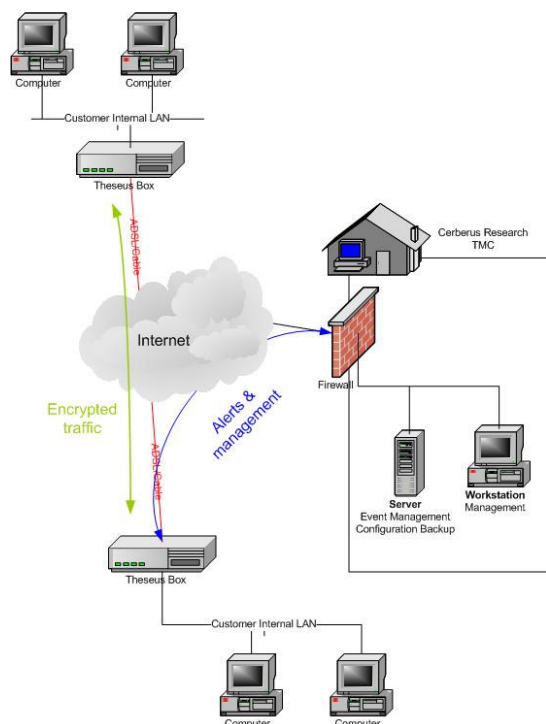 Computer
Computer
Customer Internal LAN
Theseus Box
ADSL/Cable
Cerberus Research
TMC
Internet
Firewall
Encrypted
traffic
Alerts &
management
ADSL/Cable
Server
Event Management
Configuration Backup
Workstation
Management
Theseus Box
Customer Internal LAN
Computer
Computer